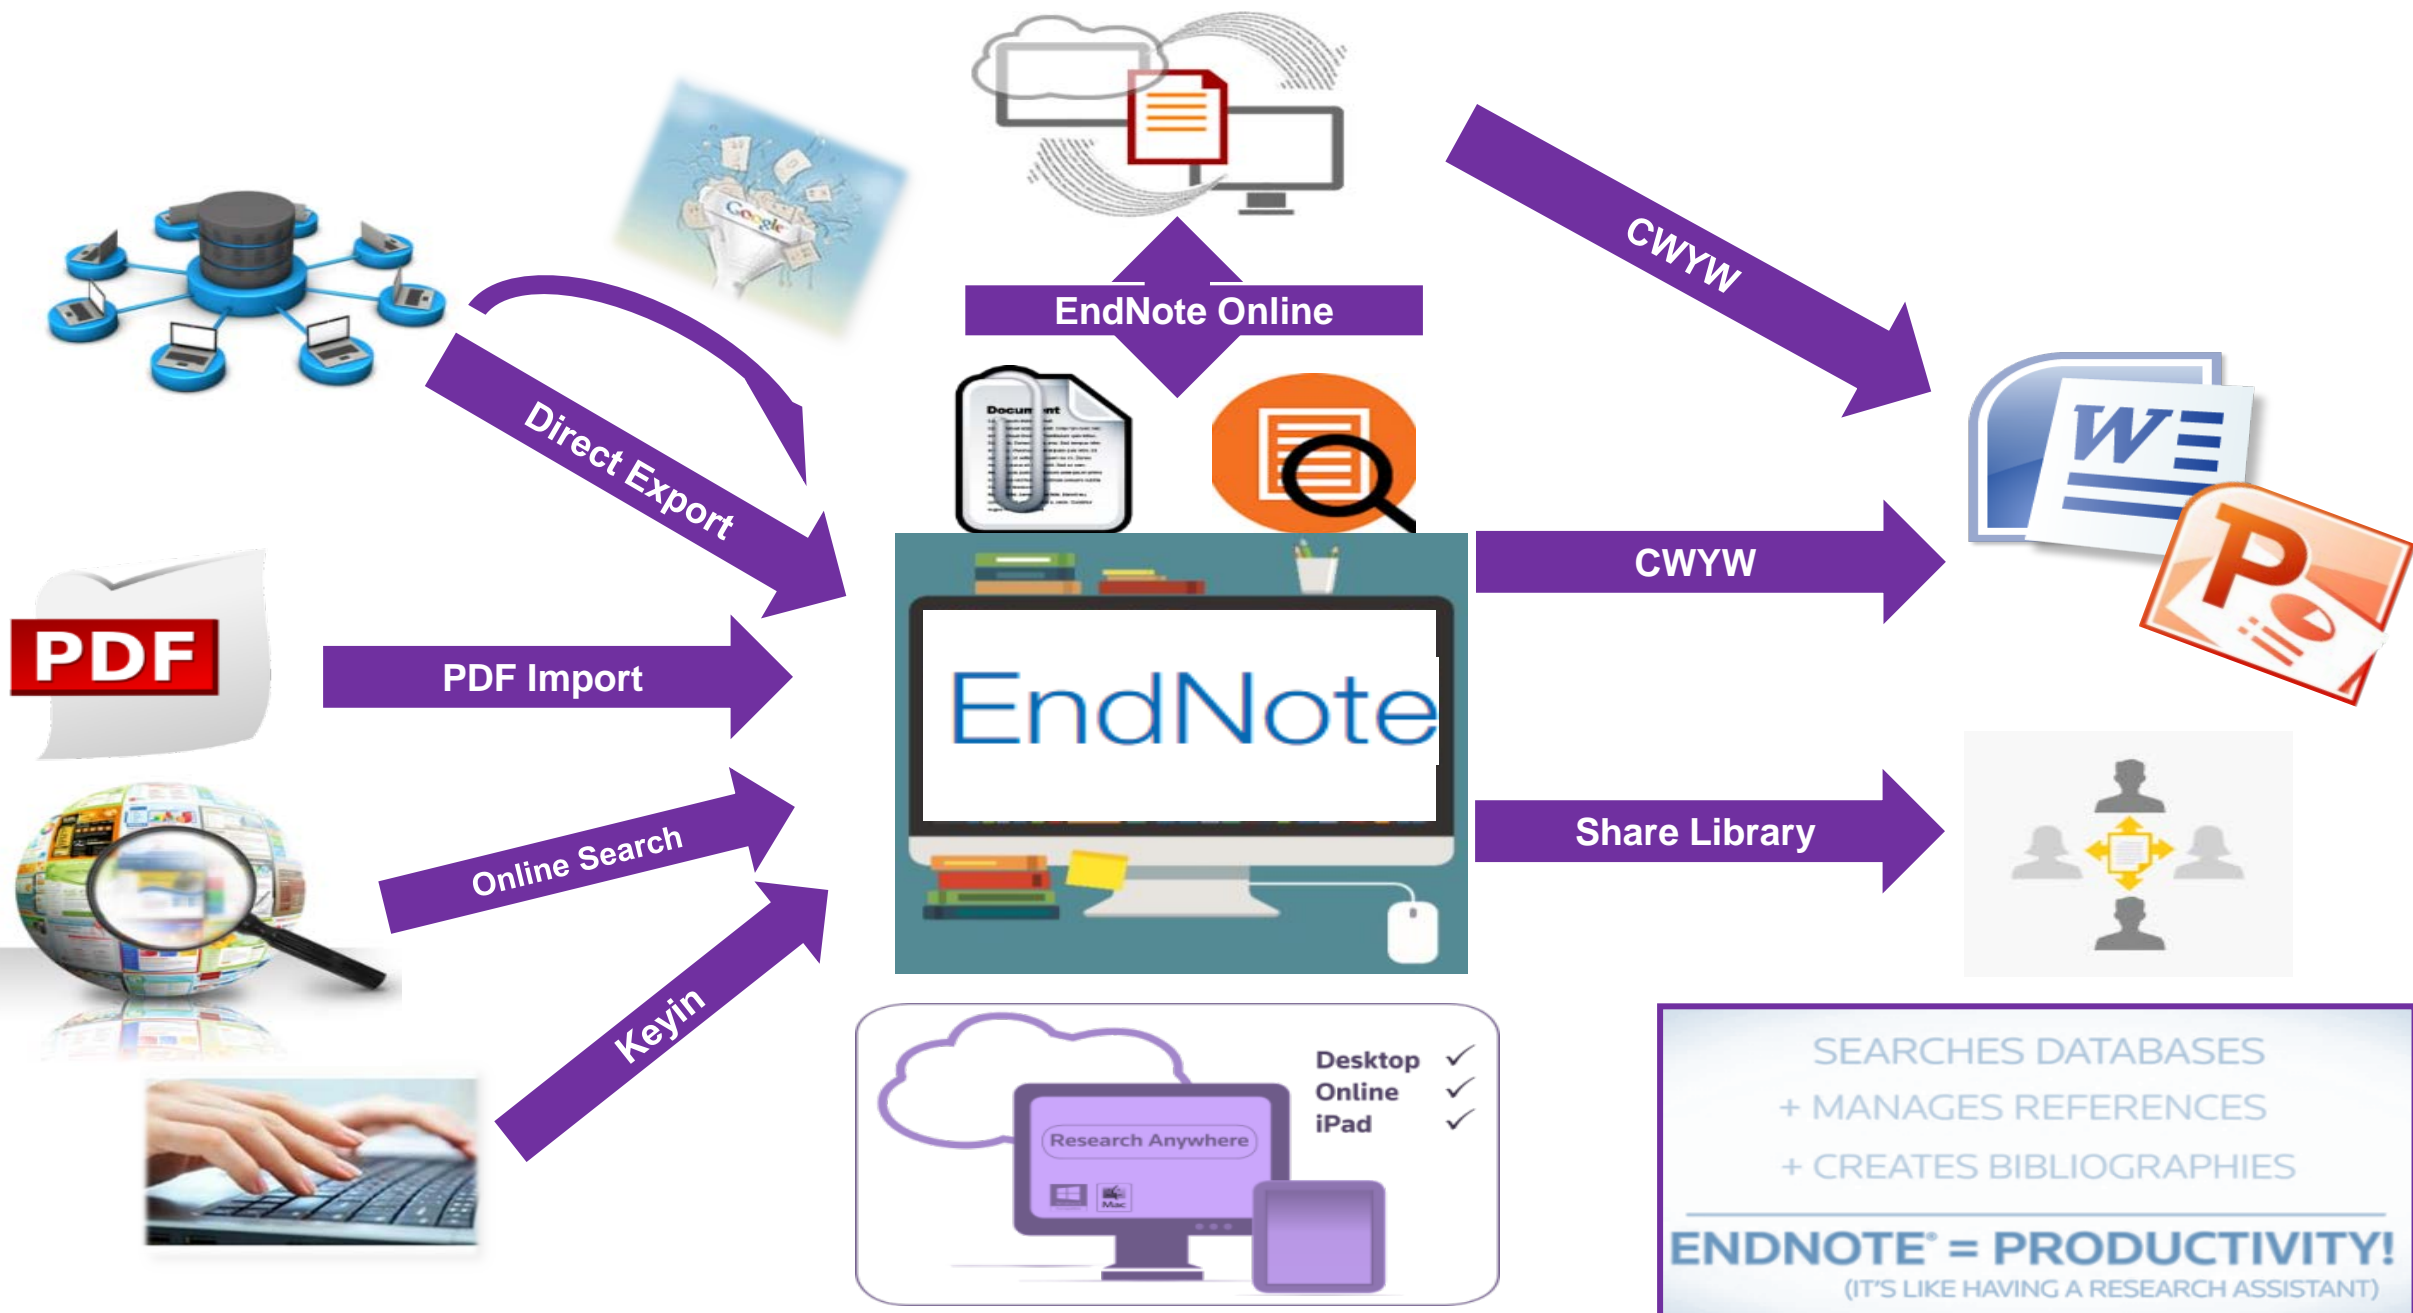 Google
EndNote Online
CWYW
Direct Export
Document
W
P
CWYW
PDF
PDF Import
EndNote
Online Search
Share Library
Keyin
Desktop ✓
Online ✓
iPad ✓
Research Anywhere
Mac
SEARCHES DATABASES
+ MANAGES REFERENCES
+ CREATES BIBLIOGRAPHIES
ENDNOTE® = PRODUCTIVITY!
(IT'S LIKE HAVING A RESEARCH ASSISTANT)